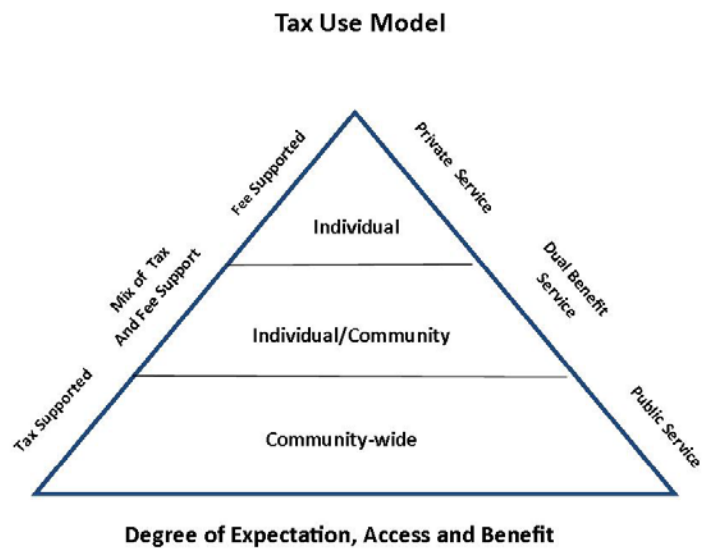 Tax Use Model
Fee Supported
Private Service
Individual
Mix of Tax
And Fee Support
Dual Benefit
Service
Individual/Community
Tax Supported
Public Service
Community-wide
Degree of Expectation, Access and Benefit